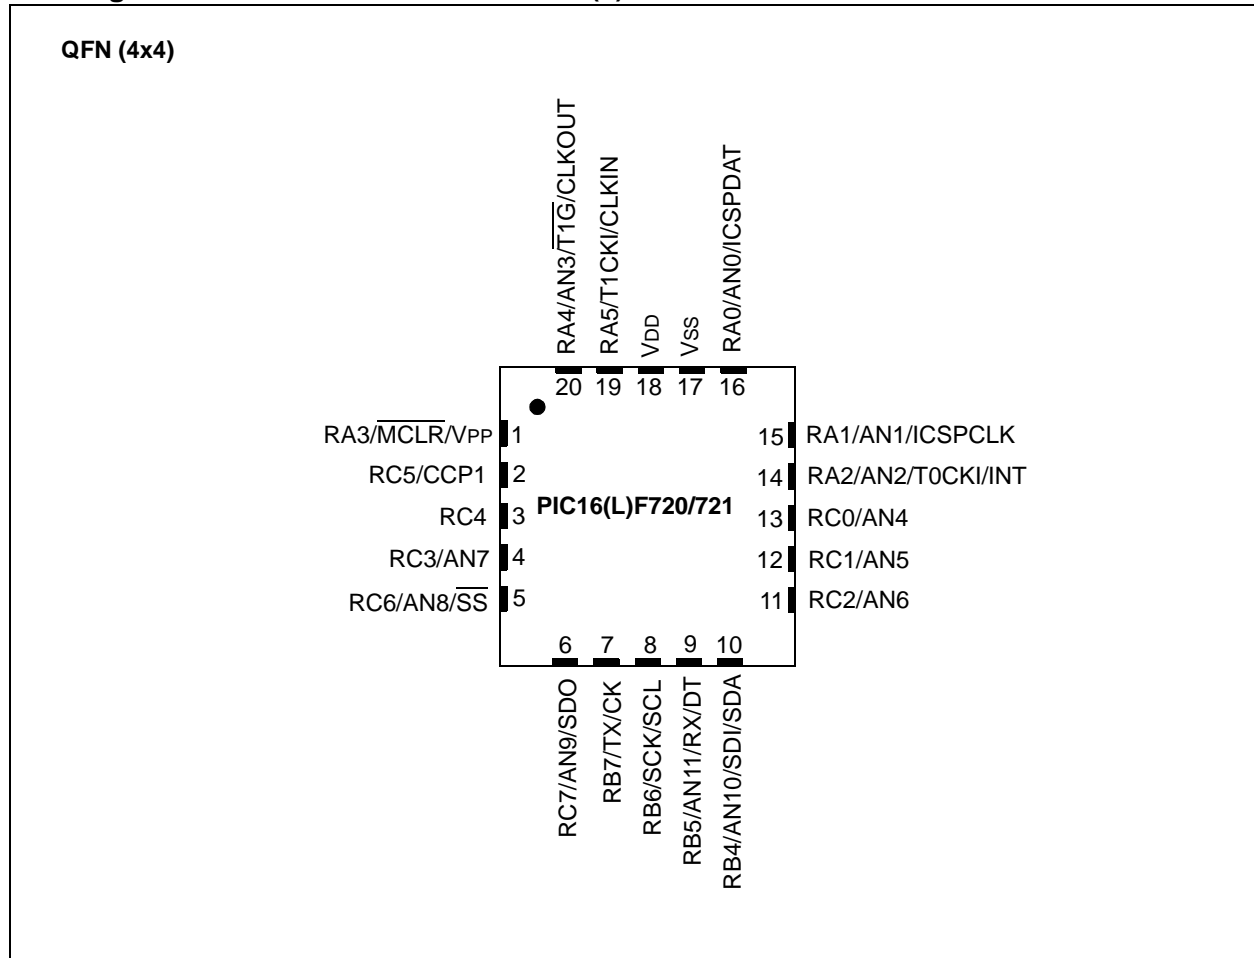 QFN (4x4)
RA4/AN3/T1G/CLKOUT
RA5/T1CKI/CLKIN
VDD
VSS
RA0/AN0/ICSPDAT
20 19 18 17 16
RA3/MCLR/VPP 1
RC5/CCP1 2
RC4 3
RC3/AN7 4
RC6/AN8/SS 5
PIC16(L)F720/721
15 RA1/AN1/ICSPCLK
14 RA2/AN2/T0CKI/INT
13 RC0/AN4
12 RC1/AN5
11 RC2/AN6
6 7 8 9 10
RC7/AN9/SDO
RB7/TX/CK
RB6/SCK/SCL
RB5/AN11/RX/DT
RB4/AN10/SDI/SDA